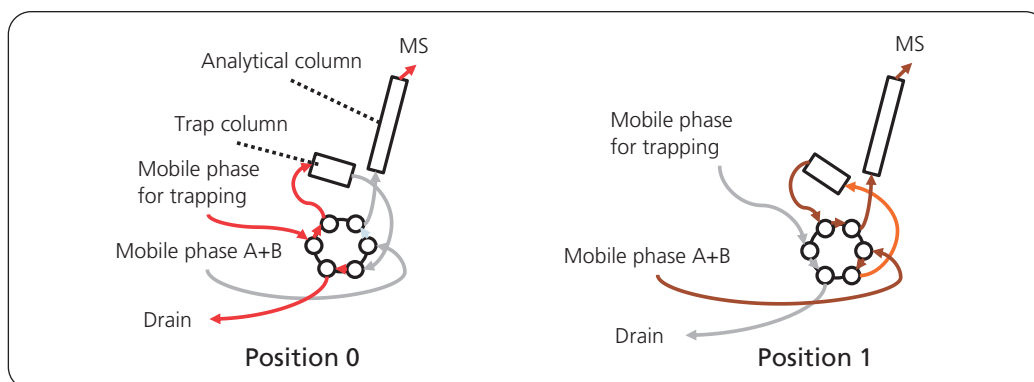 MS
Analytical column
Trap column
Mobile phase
for trapping
Mobile phase A+B
Drain
Position 0
MS
Mobile phase
for trapping
Mobile phase A+B
Drain
Position 1